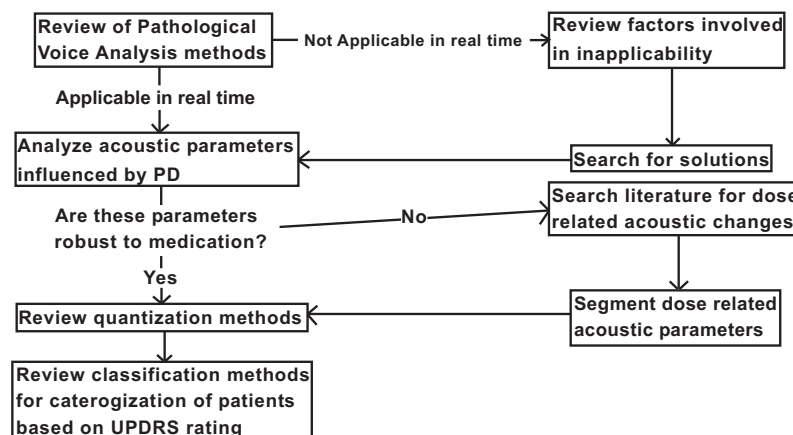 Review of Pathological
Voice Analysis methods
Not Applicable in real time
Review factors involved
in inapplicability
Applicable in real time
Analyze acoustic parameters
influenced by PD
Search for solutions
Are these parameters
robust to medication?
No
Search literature for dose
related acoustic changes
Yes
Review quantization methods
Segment dose related
acoustic parameters
Review classification methods
for caterogization of patients
based on UPDRS rating